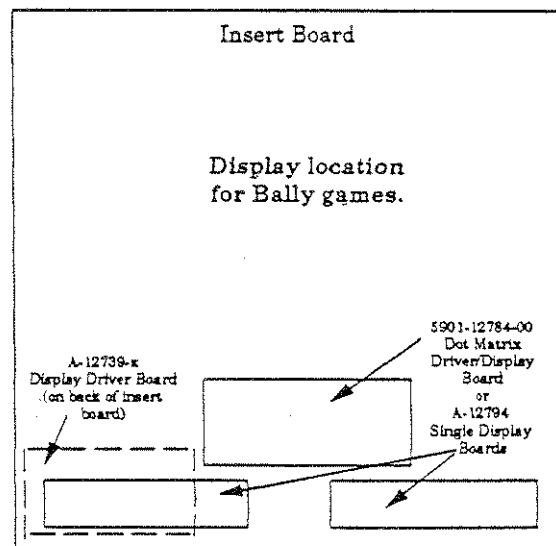 Insert Board
Display location
for Bally games.
5901-12784-00
Dot Matrix
Driver/Display
Board
or
A-12794
Single Display
Boards
A-12739-x
Display Driver Board
(on back of insert
board)